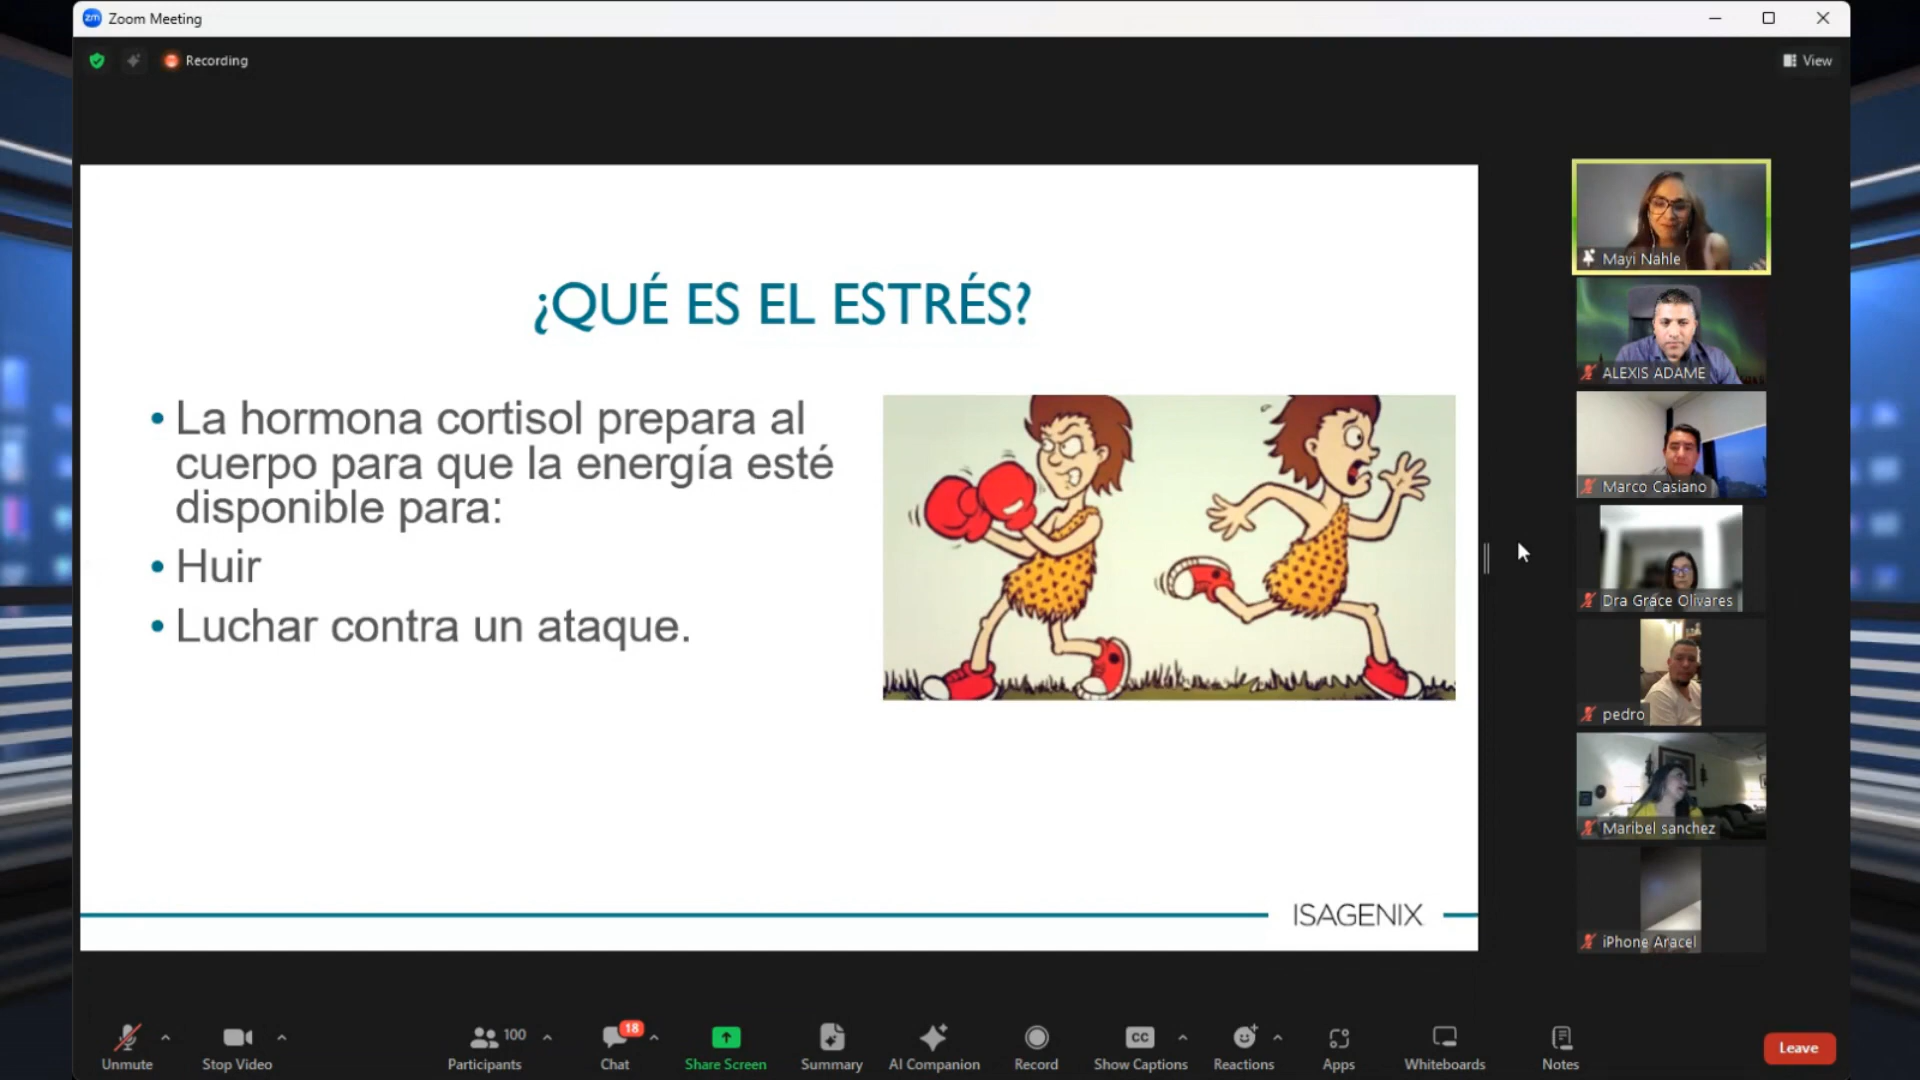 zm Zoom Meeting
Recording
View
¿QUÉ ES EL ESTRÉS?
• La hormona cortisol prepara al
cuerpo para que la energía esté
disponible para:
• Huir
• Luchar contra un ataque.
ISAGENIX
Mayi Nahle
ALEXIS ADAME
Marco Casiano
Dra Grace Olivares
pedro
Maribel sanchez
iPhone Aracel
100
18
CC
Unmute
Stop Video
Participants
Chat
Share Screen
Summary
AI Companion
Record
Show Captions
Reactions
Apps
Whiteboards
Notes
Leave